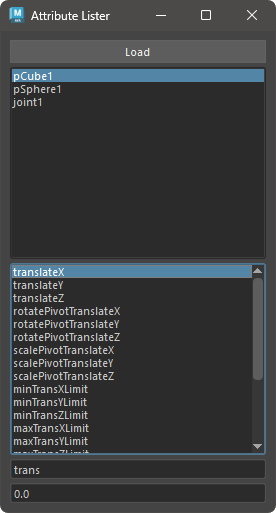 Attribute Lister
Load
pCube1
pSphere1
joint1
translateX
translateY
translateZ
rotatePivotTranslateX
rotatePivotTranslateY
rotatePivotTranslateZ
scalePivotTranslateX
scalePivotTranslateY
scalePivotTranslateZ
minTransXLimit
minTransYLimit
minTransZLimit
maxTransXLimit
maxTransYLimit
maxTransZLimit
trans
0.0